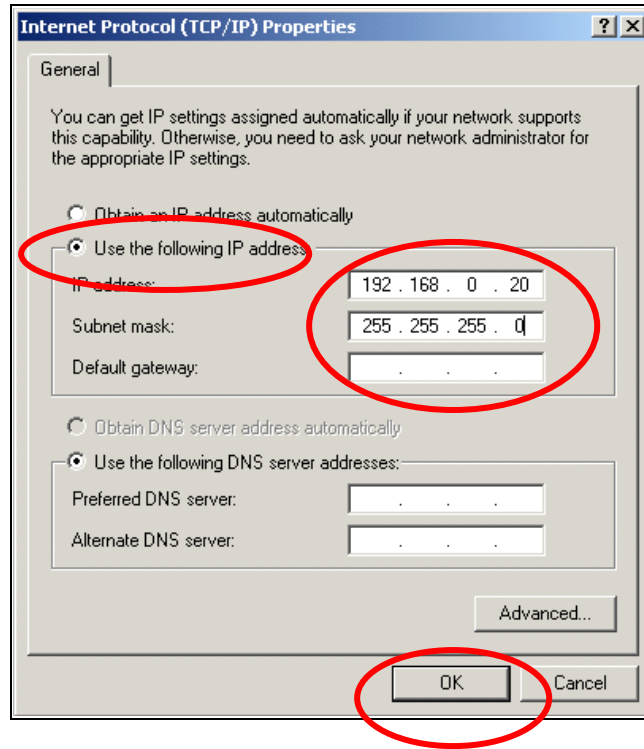 Internet Protocol (TCP/IP) Properties
General
You can get IP settings assigned automatically if your network supports
this capability. Otherwise, you need to ask your network administrator for
the appropriate IP settings.
Obtain an IP address automatically
Use the following IP address:
IP address: 192 . 168 . 0 . 20
Subnet mask: 255 . 255 . 255 . 0
Default gateway: . . .
Obtain DNS server address automatically
Use the following DNS server addresses:
Preferred DNS server: . . .
Alternate DNS server: . . .
Advanced...
OK Cancel